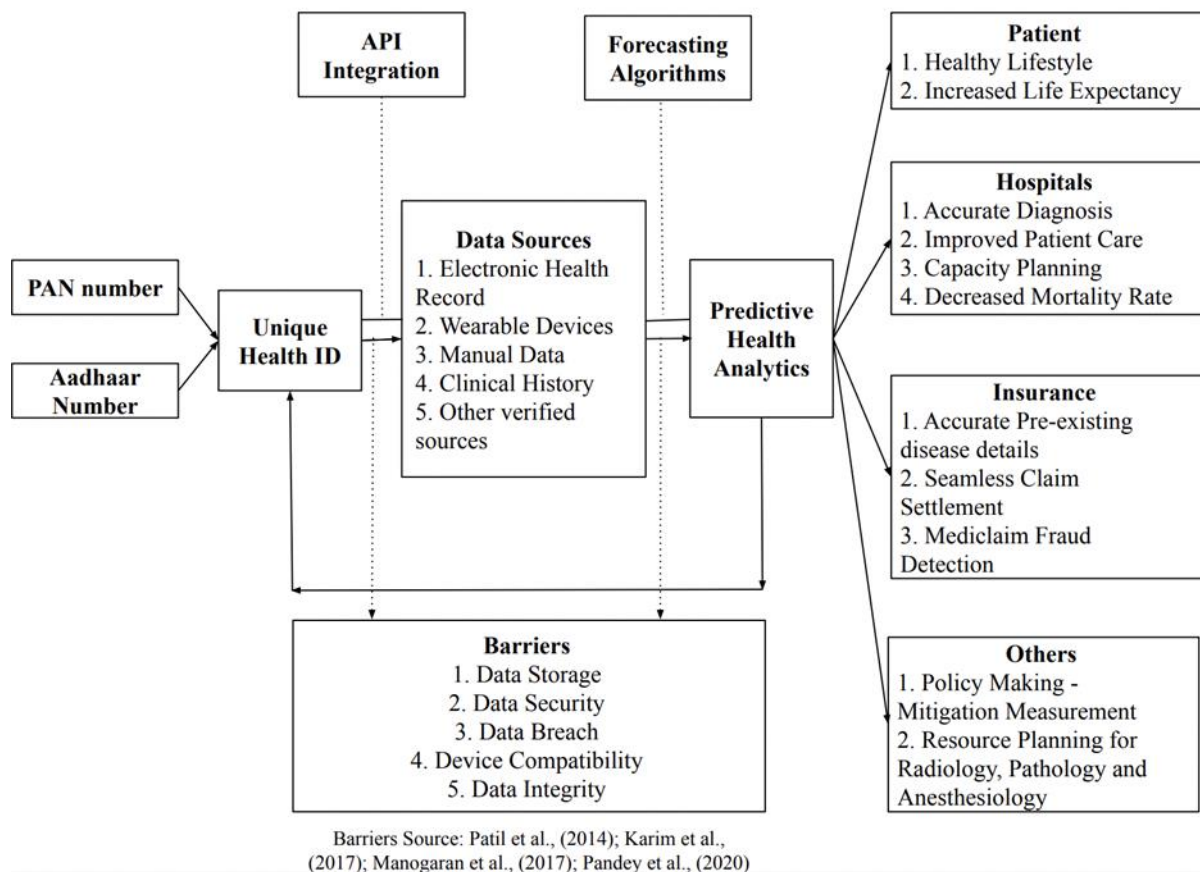 API
Integration
Forecasting
Algorithms
Patient
1. Healthy Lifestyle
2. Increased Life Expectancy
Hospitals
1. Accurate Diagnosis
2. Improved Patient Care
3. Capacity Planning
4. Decreased Mortality Rate
PAN number
Aadhaar
Number
Unique
Health ID
Data Sources
1. Electronic Health
Record
2. Wearable Devices
3. Manual Data
4. Clinical History
5. Other verified
sources
Predictive
Health
Analytics
Insurance
1. Accurate Pre-existing
disease details
2. Seamless Claim
Settlement
3. Mediclaim Fraud
Detection
Barriers
1. Data Storage
2. Data Security
3. Data Breach
4. Device Compatibility
5. Data Integrity
Others
1. Policy Making -
Mitigation Measurement
2. Resource Planning for
Radiology, Pathology and
Anesthesiology
Barriers Source: Patil et al., (2014); Karim et al.,
(2017); Manogaran et al., (2017); Pandey et al., (2020)